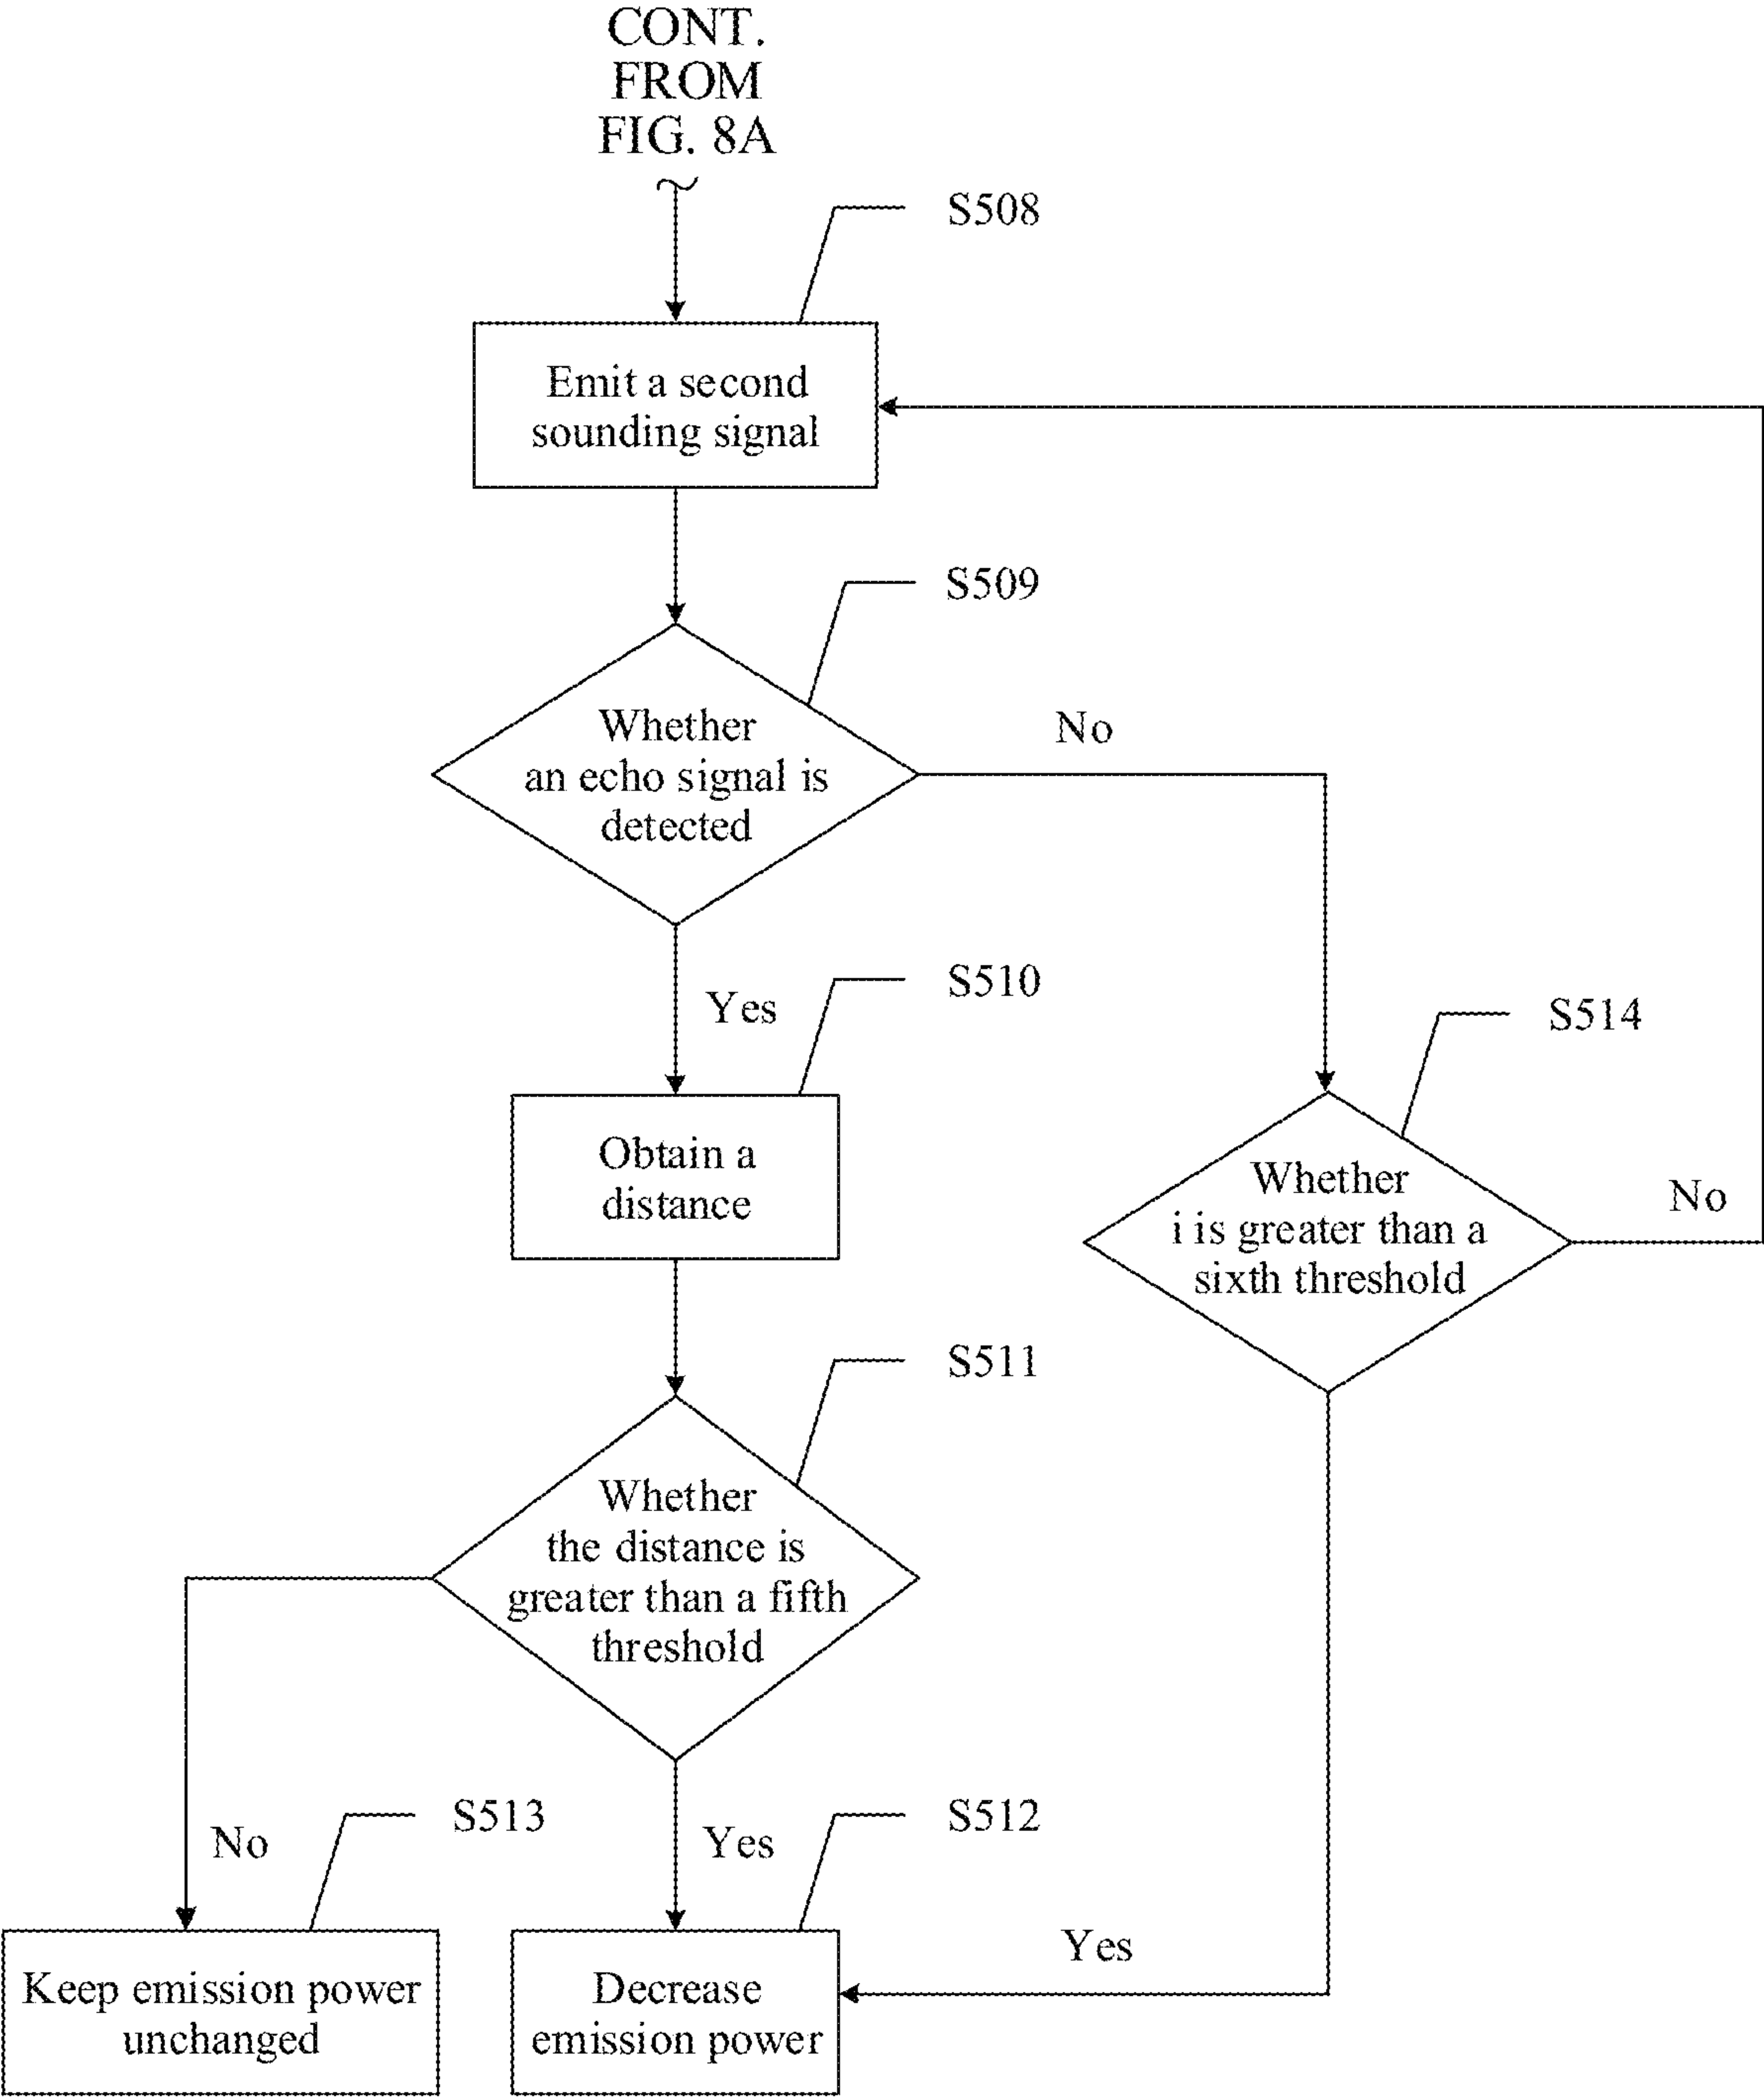 CONT.
FROM
FIG. 8A
S508
Emit a second
sounding signal
S509
Whether
an echo signal is
detected
No
Yes
S510
Obtain a
distance
S514
Whether
i is greater than a
sixth threshold
No
S511
Whether
the distance is
greater than a fifth
threshold
No
S513
Yes
S512
Keep emission power
unchanged
Decrease
emission power
Yes